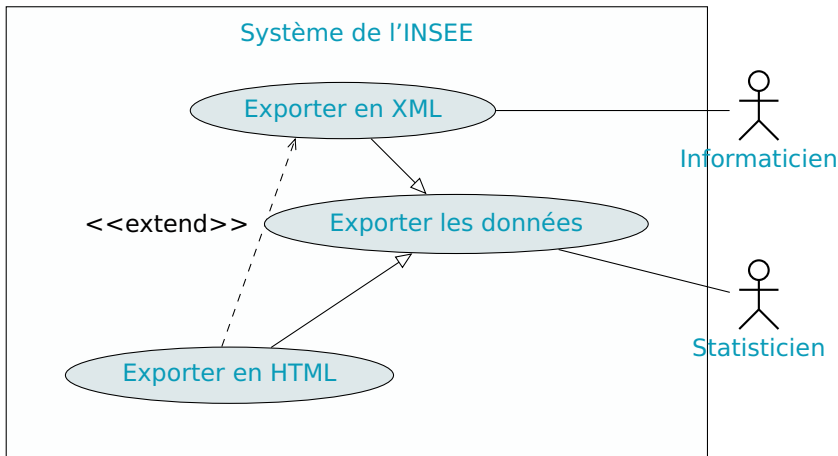 Système de l'INSEE
Exporter en XML
Informaticien
<<extend>>
Exporter les données
Statisticien
Exporter en HTML